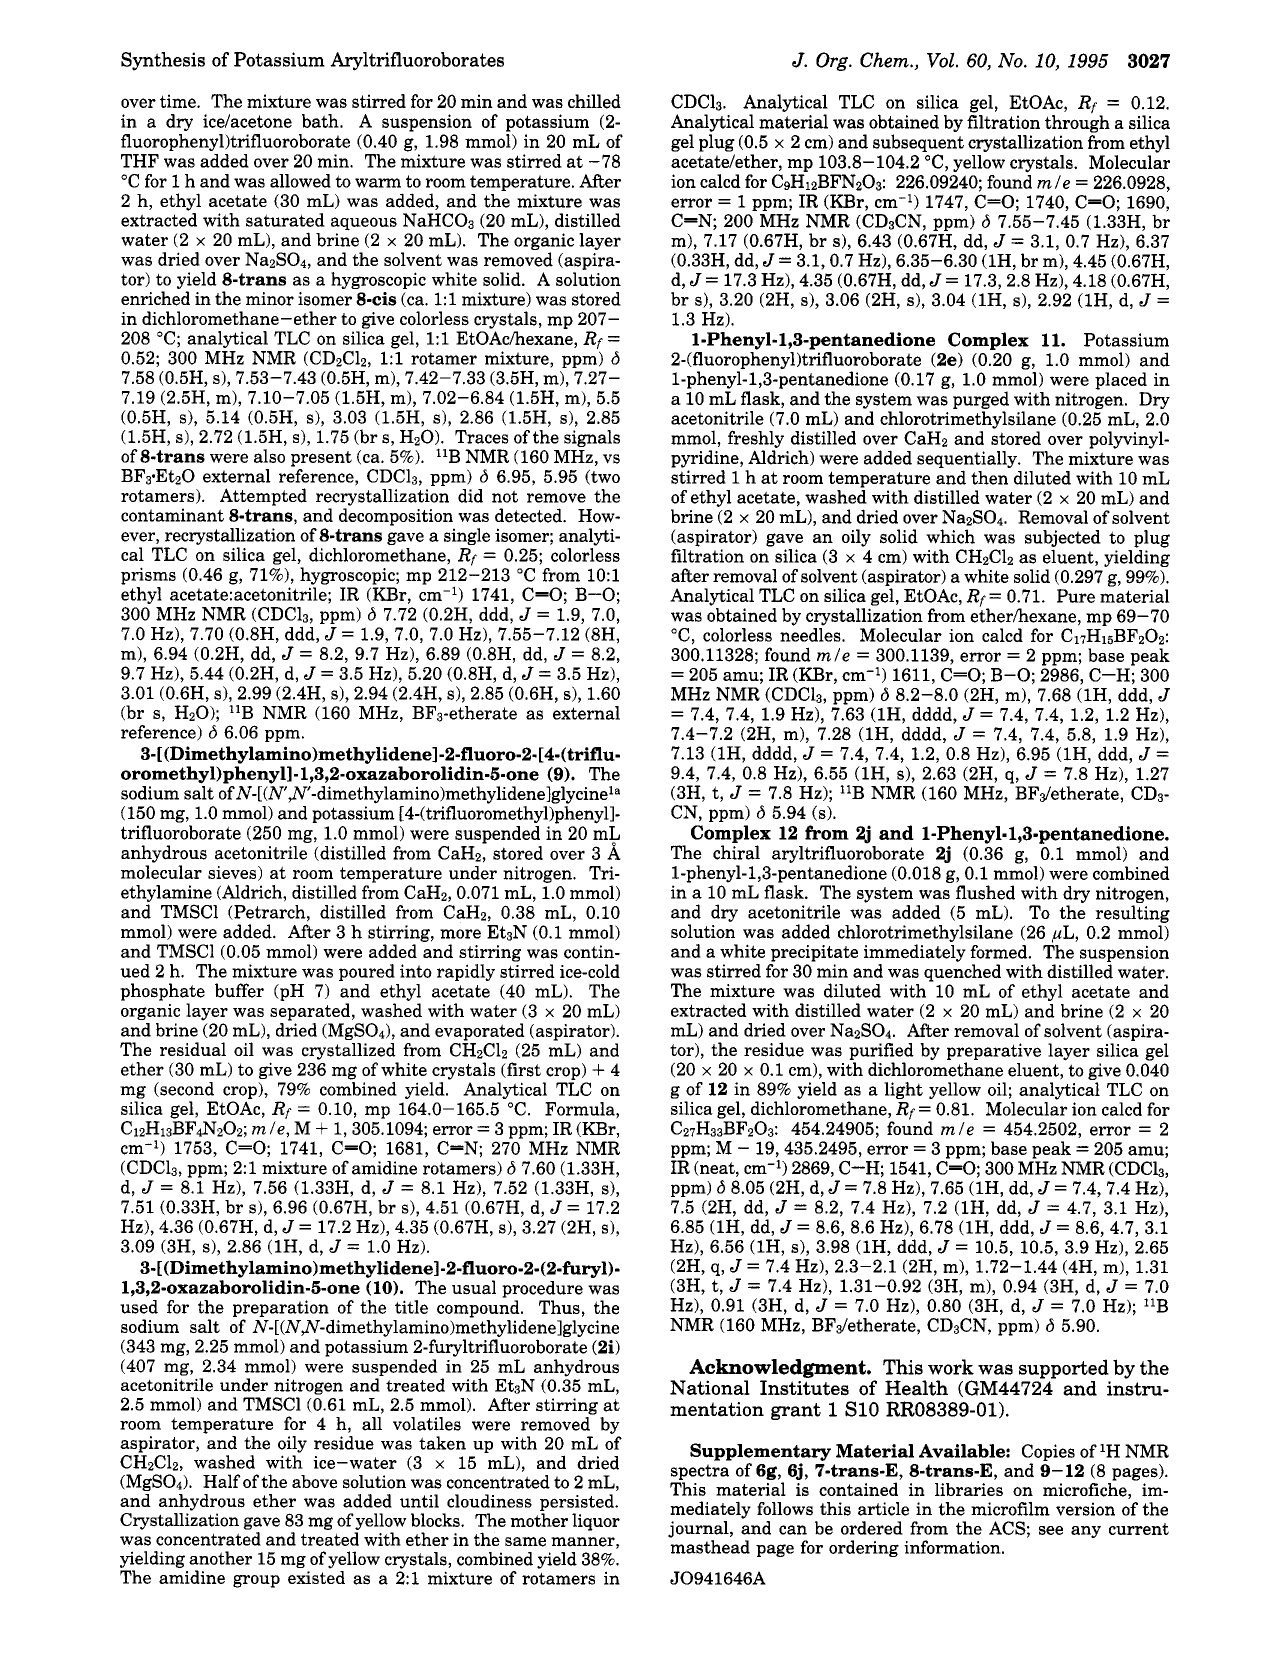 Synthesis of Potassium Aryltrifluoroborates
J. Org. Chem., Vol. 60, No. 10, 1995 3027
over time. The mixture was stirred for 20 min and was chilled
in a dry ice/acetone bath. A suspension of potassium (2-
fluorophenyl)trifluoroborate (0.40 g, 1.98 mmol) in 20 mL of
THF was added over 20 min. The mixture was stirred at −78
°C for 1 h and was allowed to warm to room temperature. After
2 h, ethyl acetate (30 mL) was added, and the mixture was
extracted with saturated aqueous NaHCO₃ (20 mL), distilled
water (2 × 20 mL), and brine (2 × 20 mL). The organic layer
was dried over Na₂SO₄, and the solvent was removed (aspira-
tor) to yield 8-trans as a hygroscopic white solid. A solution
enriched in the minor isomer 8-cis (ca. 1:1 mixture) was stored
in dichloromethane−ether to give colorless crystals, mp 207−
208 °C; analytical TLC on silica gel, 1:1 EtOAc/hexane, Rf =
0.52; 300 MHz NMR (CD₂Cl₂, 1:1 rotamer mixture, ppm) δ
7.58 (0.5H, s), 7.53−7.43 (0.5H, m), 7.42−7.33 (3.5H, m), 7.27−
7.19 (2.5H, m), 7.10−7.05 (1.5H, m), 7.02−6.84 (1.5H, m), 5.5
(0.5H, s), 5.14 (0.5H, s), 3.03 (1.5H, s), 2.86 (1.5H, s), 2.85
(1.5H, s), 2.72 (1.5H, s), 1.75 (br s, H₂O). Traces of the signals
of 8-trans were also present (ca. 5%). ¹¹B NMR (160 MHz, vs
BF₃•Et₂O external reference, CDCl₃, ppm) δ 6.95, 5.95 (two
rotamers). Attempted recrystallization did not remove the
contaminant 8-trans, and decomposition was detected. How-
ever, recrystallization of 8-trans gave a single isomer; analyti-
cal TLC on silica gel, dichloromethane, Rf = 0.25; colorless
prisms (0.46 g, 71%), hygroscopic; mp 212−213 °C from 10:1
ethyl acetate:acetonitrile; IR (KBr, cm⁻¹) 1741, C=O; B−O;
300 MHz NMR (CDCl₃, ppm) δ 7.72 (0.2H, ddd, J = 1.9, 7.0,
7.0 Hz), 7.70 (0.8H, ddd, J = 1.9, 7.0, 7.0 Hz), 7.55−7.12 (8H,
m), 6.94 (0.2H, dd, J = 8.2, 9.7 Hz), 6.89 (0.8H, dd, J = 8.2,
9.7 Hz), 5.44 (0.2H, d, J = 3.5 Hz), 5.20 (0.8H, d, J = 3.5 Hz),
3.01 (0.6H, s), 2.99 (2.4H, s), 2.94 (2.4H, s), 2.85 (0.6H, s), 1.60
(br s, H₂O); ¹¹B NMR (160 MHz, BF₃-etherate as external
reference) δ 6.06 ppm.
3-[(Dimethylamino)methylidene]-2-fluoro-2-[4-(triflu-
oromethyl)phenyl]-1,3,2-oxazaborolidin-5-one (9). The
sodium salt of N-[(N′,N′-dimethylamino)methylidene]glycine¹ᵃ
(150 mg, 1.0 mmol) and potassium [4-(trifluoromethyl)phenyl]-
trifluoroborate (250 mg, 1.0 mmol) were suspended in 20 mL
anhydrous acetonitrile (distilled from CaH₂, stored over 3 Å
molecular sieves) at room temperature under nitrogen. Tri-
ethylamine (Aldrich, distilled from CaH₂, 0.071 mL, 1.0 mmol)
and TMSCl (Petrarch, distilled from CaH₂, 0.38 mL, 0.10
mmol) were added. After 3 h stirring, more Et₃N (0.1 mmol)
and TMSCl (0.05 mmol) were added and stirring was contin-
ued 2 h. The mixture was poured into rapidly stirred ice-cold
phosphate buffer (pH 7) and ethyl acetate (40 mL). The
organic layer was separated, washed with water (3 × 20 mL)
and brine (20 mL), dried (MgSO₄), and evaporated (aspirator).
The residual oil was crystallized from CH₂Cl₂ (25 mL) and
ether (30 mL) to give 236 mg of white crystals (first crop) + 4
mg (second crop), 79% combined yield. Analytical TLC on
silica gel, EtOAc, Rf = 0.10, mp 164.0−165.5 °C. Formula,
C₁₂H₁₃BF₄N₂O₂; m/e, M + 1, 305.1094; error = 3 ppm; IR (KBr,
cm⁻¹) 1753, C=O; 1741, C=O; 1681, C=N; 270 MHz NMR
(CDCl₃, ppm; 2:1 mixture of amidine rotamers) δ 7.60 (1.33H,
d, J = 8.1 Hz), 7.56 (1.33H, d, J = 8.1 Hz), 7.52 (1.33H, s),
7.51 (0.33H, br s), 6.96 (0.67H, br s), 4.51 (0.67H, d, J = 17.2
Hz), 4.36 (0.67H, d, J = 17.2 Hz), 4.35 (0.67H, s), 3.27 (2H, s),
3.09 (3H, s), 2.86 (1H, d, J = 1.0 Hz).
3-[(Dimethylamino)methylidene]-2-fluoro-2-(2-furyl)-
1,3,2-oxazaborolidin-5-one (10). The usual procedure was
used for the preparation of the title compound. Thus, the
sodium salt of N-[(N,N-dimethylamino)methylidene]glycine
(343 mg, 2.25 mmol) and potassium 2-furyltrifluoroborate (2i)
(407 mg, 2.34 mmol) were suspended in 25 mL anhydrous
acetonitrile under nitrogen and treated with Et₃N (0.35 mL,
2.5 mmol) and TMSCl (0.61 mL, 2.5 mmol). After stirring at
room temperature for 4 h, all volatiles were removed by
aspirator, and the oily residue was taken up with 20 mL of
CH₂Cl₂, washed with ice-water (3 × 15 mL), and dried
(MgSO₄). Half of the above solution was concentrated to 2 mL,
and anhydrous ether was added until cloudiness persisted.
Crystallization gave 83 mg of yellow blocks. The mother liquor
was concentrated and treated with ether in the same manner,
yielding another 15 mg of yellow crystals, combined yield 38%.
The amidine group existed as a 2:1 mixture of rotamers in
CDCl₃. Analytical TLC on silica gel, EtOAc, Rf = 0.12.
Analytical material was obtained by filtration through a silica
gel plug (0.5 × 2 cm) and subsequent crystallization from ethyl
acetate/ether, mp 103.8−104.2 °C, yellow crystals. Molecular
ion calcd for C₉H₁₂BFN₂O₃: 226.09240; found m/e = 226.0928,
error = 1 ppm; IR (KBr, cm⁻¹) 1747, C=O; 1740, C=O; 1690,
C=N; 200 MHz NMR (CD₃CN, ppm) δ 7.55−7.45 (1.33H, br
m), 7.17 (0.67H, br s), 6.43 (0.67H, dd, J = 3.1, 0.7 Hz), 6.37
(0.33H, dd, J = 3.1, 0.7 Hz), 6.35−6.30 (1H, br m), 4.45 (0.67H,
d, J = 17.3 Hz), 4.35 (0.67H, dd, J = 17.3, 2.8 Hz), 4.18 (0.67H,
br s), 3.20 (2H, s), 3.06 (2H, s), 3.04 (1H, s), 2.92 (1H, d, J =
1.3 Hz).
1-Phenyl-1,3-pentanedione Complex 11. Potassium
2-(fluorophenyl)trifluoroborate (2e) (0.20 g, 1.0 mmol) and
1-phenyl-1,3-pentanedione (0.17 g, 1.0 mmol) were placed in
a 10 mL flask, and the system was purged with nitrogen. Dry
acetonitrile (7.0 mL) and chlorotrimethylsilane (0.25 mL, 2.0
mmol, freshly distilled over CaH₂ and stored over polyvinyl-
pyridine, Aldrich) were added sequentially. The mixture was
stirred 1 h at room temperature and then diluted with 10 mL
of ethyl acetate, washed with distilled water (2 × 20 mL) and
brine (2 × 20 mL), and dried over Na₂SO₄. Removal of solvent
(aspirator) gave an oily solid which was subjected to plug
filtration on silica (3 × 4 cm) with CH₂Cl₂ as eluent, yielding
after removal of solvent (aspirator) a white solid (0.297 g, 99%).
Analytical TLC on silica gel, EtOAc, Rf = 0.71. Pure material
was obtained by crystallization from ether/hexane, mp 69−70
°C, colorless needles. Molecular ion calcd for C₁₇H₁₅BF₂O₂:
300.11328; found m/e = 300.1139, error = 2 ppm; base peak
= 205 amu; IR (KBr, cm⁻¹) 1611, C=O; B−O; 2986, C−H; 300
MHz NMR (CDCl₃, ppm) δ 8.2−8.0 (2H, m), 7.68 (1H, ddd, J
= 7.4, 7.4, 1.9 Hz), 7.63 (1H, dddd, J = 7.4, 7.4, 1.2, 1.2 Hz),
7.4−7.2 (2H, m), 7.28 (1H, dddd, J = 7.4, 7.4, 5.8, 1.9 Hz),
7.13 (1H, dddd, J = 7.4, 7.4, 1.2, 0.8 Hz), 6.95 (1H, ddd, J =
9.4, 7.4, 0.8 Hz), 6.55 (1H, s), 2.63 (2H, q, J = 7.8 Hz), 1.27
(3H, t, J = 7.8 Hz); ¹¹B NMR (160 MHz, BF₃/etherate, CD₃-
CN, ppm) δ 5.94 (s).
Complex 12 from 2j and 1-Phenyl-1,3-pentanedione.
The chiral aryltrifluoroborate 2j (0.36 g, 0.1 mmol) and
1-phenyl-1,3-pentanedione (0.018 g, 0.1 mmol) were combined
in a 10 mL flask. The system was flushed with dry nitrogen,
and dry acetonitrile was added (5 mL). To the resulting
solution was added chlorotrimethylsilane (26 μL, 0.2 mmol)
and a white precipitate immediately formed. The suspension
was stirred for 30 min and was quenched with distilled water.
The mixture was diluted with 10 mL of ethyl acetate and
extracted with distilled water (2 × 20 mL) and brine (2 × 20
mL) and dried over Na₂SO₄. After removal of solvent (aspira-
tor), the residue was purified by preparative layer silica gel
(20 × 20 × 0.1 cm), with dichloromethane eluent, to give 0.040
g of 12 in 89% yield as a light yellow oil; analytical TLC on
silica gel, dichloromethane, Rf = 0.81. Molecular ion calcd for
C₂₇H₃₃BF₂O₃: 454.24905; found m/e = 454.2502, error = 2
ppm; M − 19, 435.2495, error = 3 ppm; base peak = 205 amu;
IR (neat, cm⁻¹) 2869, C−H; 1541, C=O; 300 MHz NMR (CDCl₃,
ppm) δ 8.05 (2H, d, J = 7.8 Hz), 7.65 (1H, dd, J = 7.4, 7.4 Hz),
7.5 (2H, dd, J = 8.2, 7.4 Hz), 7.2 (1H, dd, J = 4.7, 3.1 Hz),
6.85 (1H, dd, J = 8.6, 8.6 Hz), 6.78 (1H, ddd, J = 8.6, 4.7, 3.1
Hz), 6.56 (1H, s), 3.98 (1H, ddd, J = 10.5, 10.5, 3.9 Hz), 2.65
(2H, q, J = 7.4 Hz), 2.3−2.1 (2H, m), 1.72−1.44 (4H, m), 1.31
(3H, t, J = 7.4 Hz), 1.31−0.92 (3H, m), 0.94 (3H, d, J = 7.0
Hz), 0.91 (3H, d, J = 7.0 Hz), 0.80 (3H, d, J = 7.0 Hz); ¹¹B
NMR (160 MHz, BF₃/etherate, CD₃CN, ppm) δ 5.90.
Acknowledgment. This work was supported by the
National Institutes of Health (GM44724 and instru-
mentation grant 1 S10 RR08389-01).
Supplementary Material Available: Copies of ¹H NMR
spectra of 6g, 6j, 7-trans-E, 8-trans-E, and 9−12 (8 pages).
This material is contained in libraries on microfiche, im-
mediately follows this article in the microfilm version of the
journal, and can be ordered from the ACS; see any current
masthead page for ordering information.
JO941646A